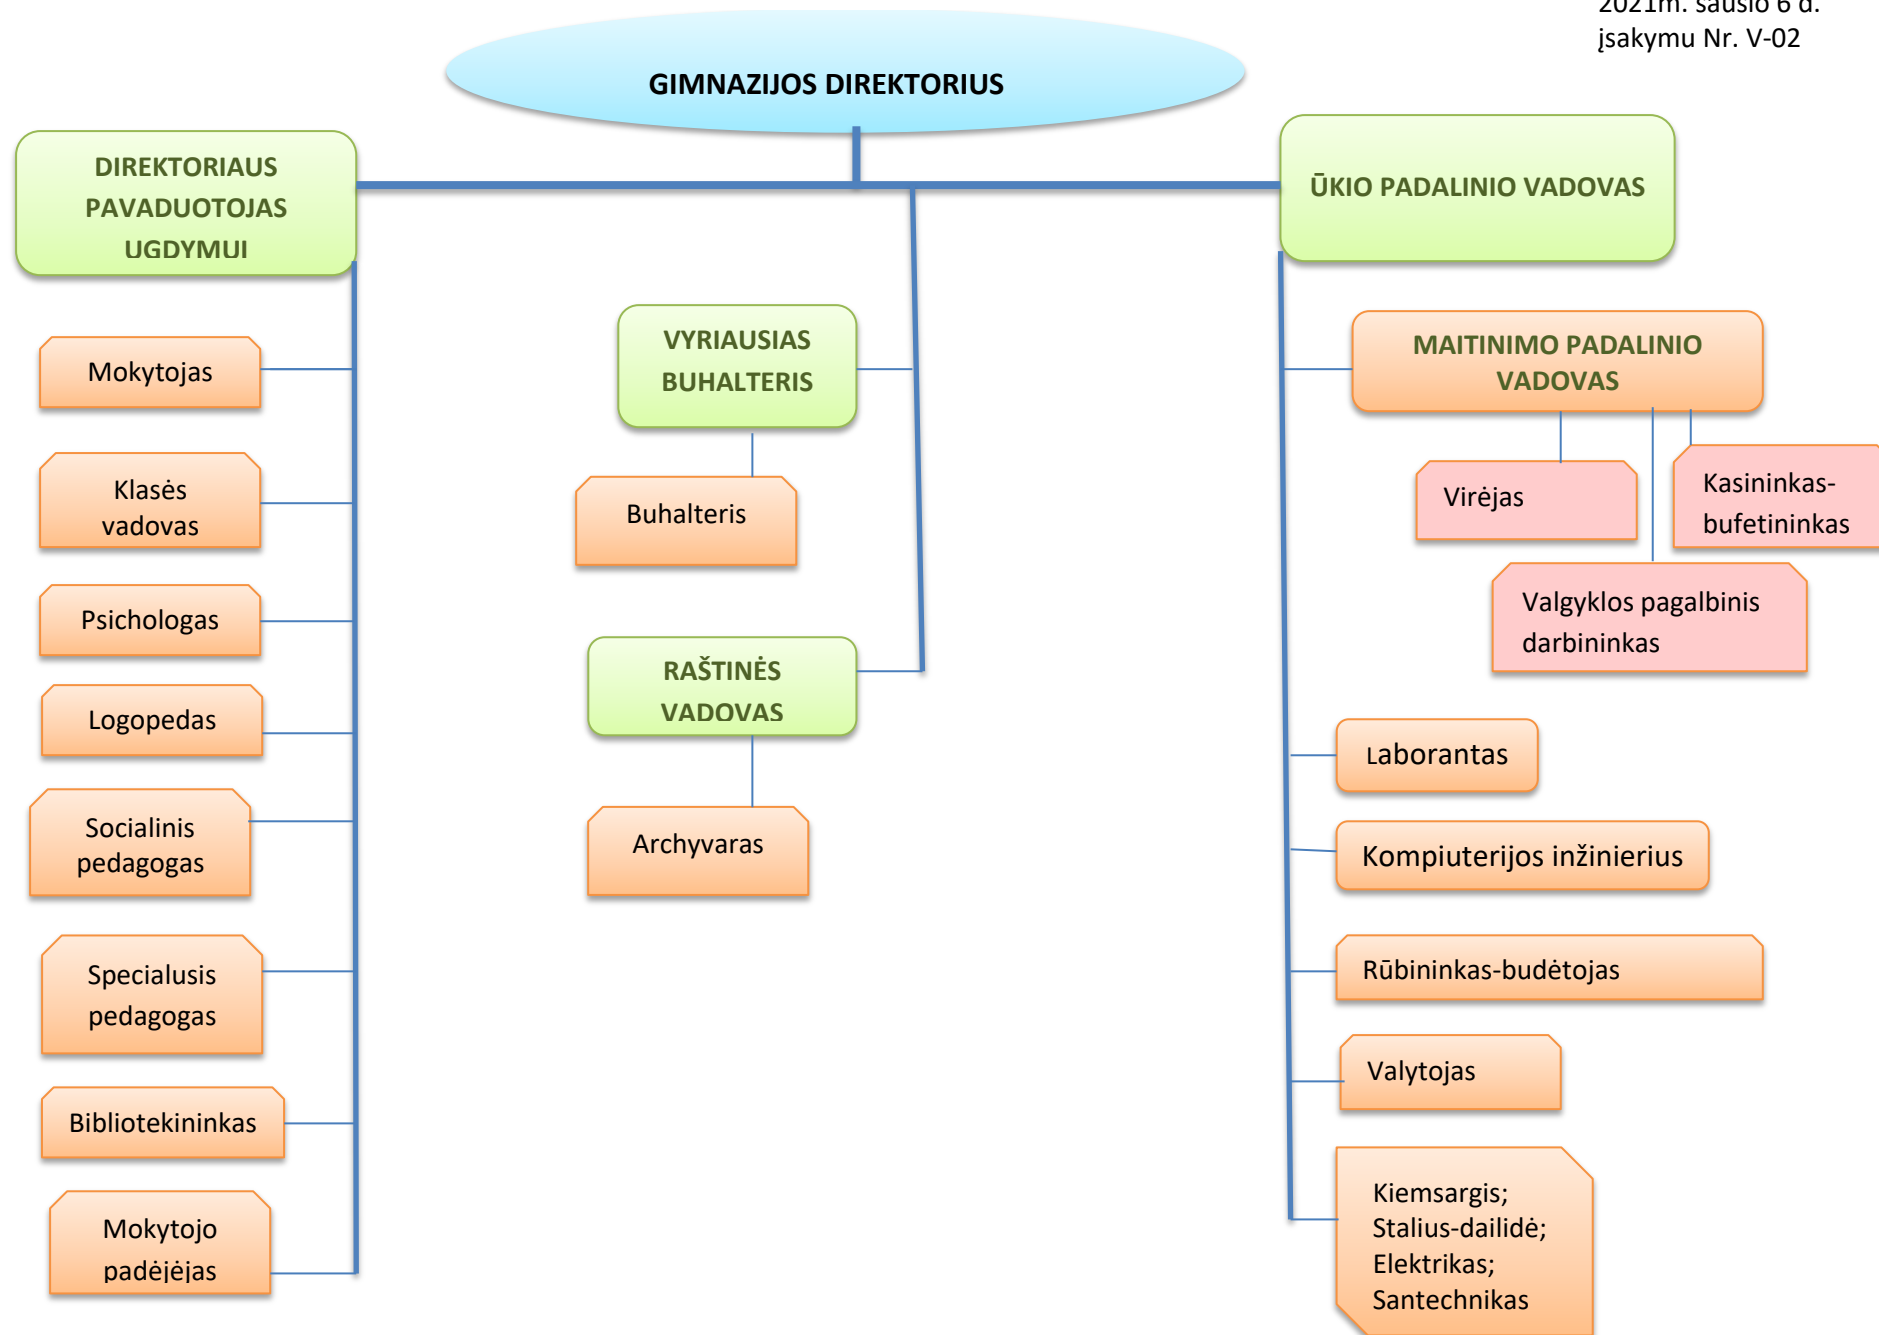 2021m. sausio 6 d.
įsakymu Nr. V-02
GIMNAZIJOS DIREKTORIUS
DIREKTORIAUS
PAVADUOTOJAS
UGDYMUI
ŪKIO PADALINIO VADOVAS
Mokytojas
Klasės
vadovas
Psichologas
Logopedas
Socialinis
pedagogas
Specialusis
pedagogas
Bibliotekininkas
Mokytojo
padėjėjas
VYRIAUSIAS
BUHALTERIS
Buhalteris
RAŠTINĖS
VADOVAS
Archyvaras
MAITINIMO PADALINIO
VADOVAS
Virėjas
Kasininkas-
bufetininkas
Valgyklos pagalbinis
darbininkas
Laborantas
Kompiuterijos inžinierius
Rūbininkas-budėtojas
Valytojas
Kiemsargis;
Stalius-dailidė;
Elektrikas;
Santechnikas